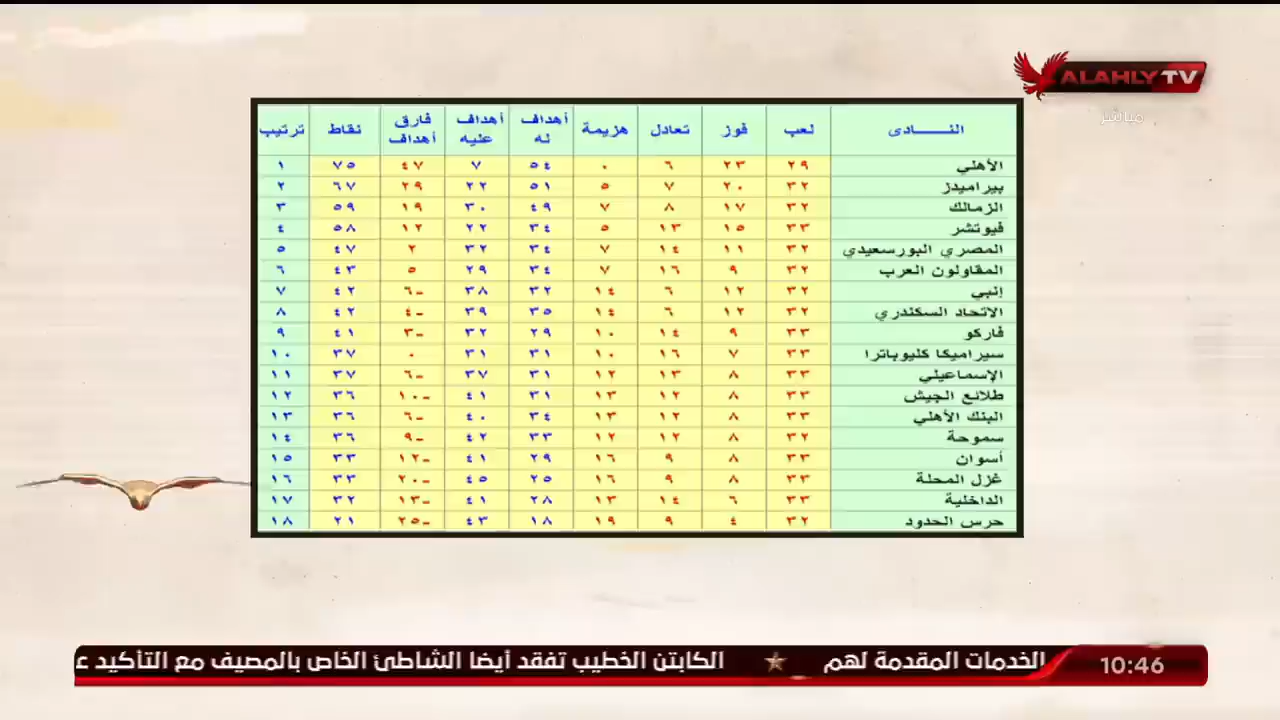 ALAHLY TV
مباشر
النـــــادى لعب فوز تعادل هزيمة أهداف له أهداف عليه فارق أهداف نقاط ترتيب
الأهلي ٢٩ ٢٣ ٦ ٠ ٥٤ ٧ ٤٧ ٧٥ ١
بيراميدز ٣٢ ٢٠ ٧ ٥ ٥١ ٢٢ ٢٩ ٦٧ ٢
الزمالك ٣٢ ١٧ ٨ ٧ ٤٩ ٣٠ ١٩ ٥٩ ٣
فيوتشر ٣٣ ١٥ ١٣ ٥ ٣٤ ٢٢ ١٢ ٥٨ ٤
المصري البورسعيدي ٣٢ ١١ ١٤ ٧ ٣٤ ٣٢ ٢ ٤٧ ٥
المقاولون العرب ٣٢ ٩ ١٦ ٧ ٣٤ ٢٩ ٥ ٤٣ ٦
إنبي ٣٢ ١٢ ٦ ١٤ ٣٢ ٣٨ -٦ ٤٢ ٧
الاتحاد السكندري ٣٢ ١٢ ٦ ١٤ ٣٥ ٣٩ -٤ ٤٢ ٨
فاركو ٣٣ ٩ ١٤ ١٠ ٢٩ ٣٢ -٣ ٤١ ٩
سيراميكا كليوباترا ٣٣ ٧ ١٦ ١٠ ٣١ ٣١ ٠ ٣٧ ١٠
الإسماعيلي ٣٣ ٨ ١٣ ١٢ ٣١ ٣٧ -٦ ٣٧ ١١
طلائع الجيش ٣٣ ٨ ١٢ ١٣ ٣١ ٤١ -١٠ ٣٦ ١٢
البنك الأهلي ٣٣ ٨ ١٢ ١٣ ٣٤ ٤٠ -٦ ٣٦ ١٣
سموحة ٣٢ ٨ ١٢ ١٢ ٣٣ ٤٢ -٩ ٣٦ ١٤
أسوان ٣٣ ٨ ٩ ١٦ ٢٩ ٤١ -١٢ ٣٣ ١٥
غزل المحلة ٣٣ ٨ ٩ ١٦ ٢٥ ٤٥ -٢٠ ٣٣ ١٦
الداخلية ٣٣ ٦ ١٤ ١٣ ٢٨ ٤١ -١٣ ٣٢ ١٧
حرس الحدود ٣٢ ٤ ٩ ١٩ ١٨ ٤٣ -٢٥ ٢١ ١٨
10:46 الخدمات المقدمة لهم الكابتن الخطيب تفقد أيضا الشاطئ الخاص بالمصيف مع التأكيد ع